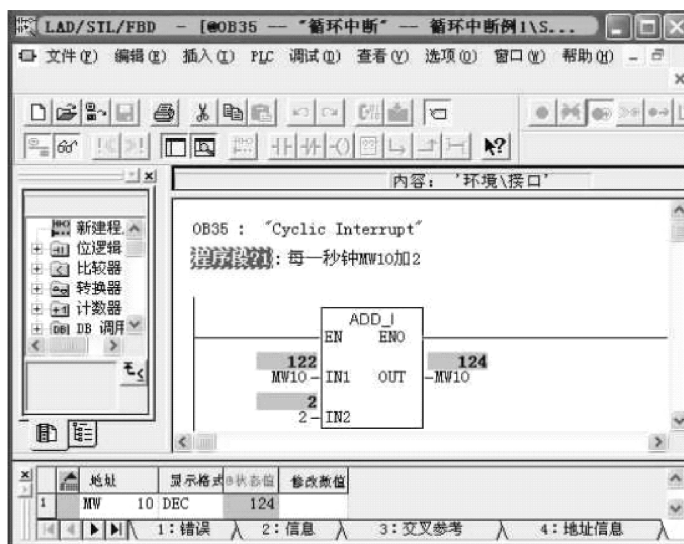 LAD/STL/FBD - [@OB35 -- "循环中断" -- 循环中断例1\S...
文件(F) 编辑(E) 插入(I) PLC 调试(D) 查看(V) 选项(O) 窗口(W) 帮助(H)
内容: '环境\接口'
新建程
位逻辑
比较器
转换器
计数器
DB 调用
OB35 : "Cyclic Interrupt"
程序段?1: 每一秒钟MW10加2
ADD_I
EN ENO
122 124
MW10 IN1 OUT MW10
2
2 IN2
地址 显示格式 状态值 修改数值
1 MW 10 DEC 124
1:错误 2:信息 3:交叉参考 4:地址信息